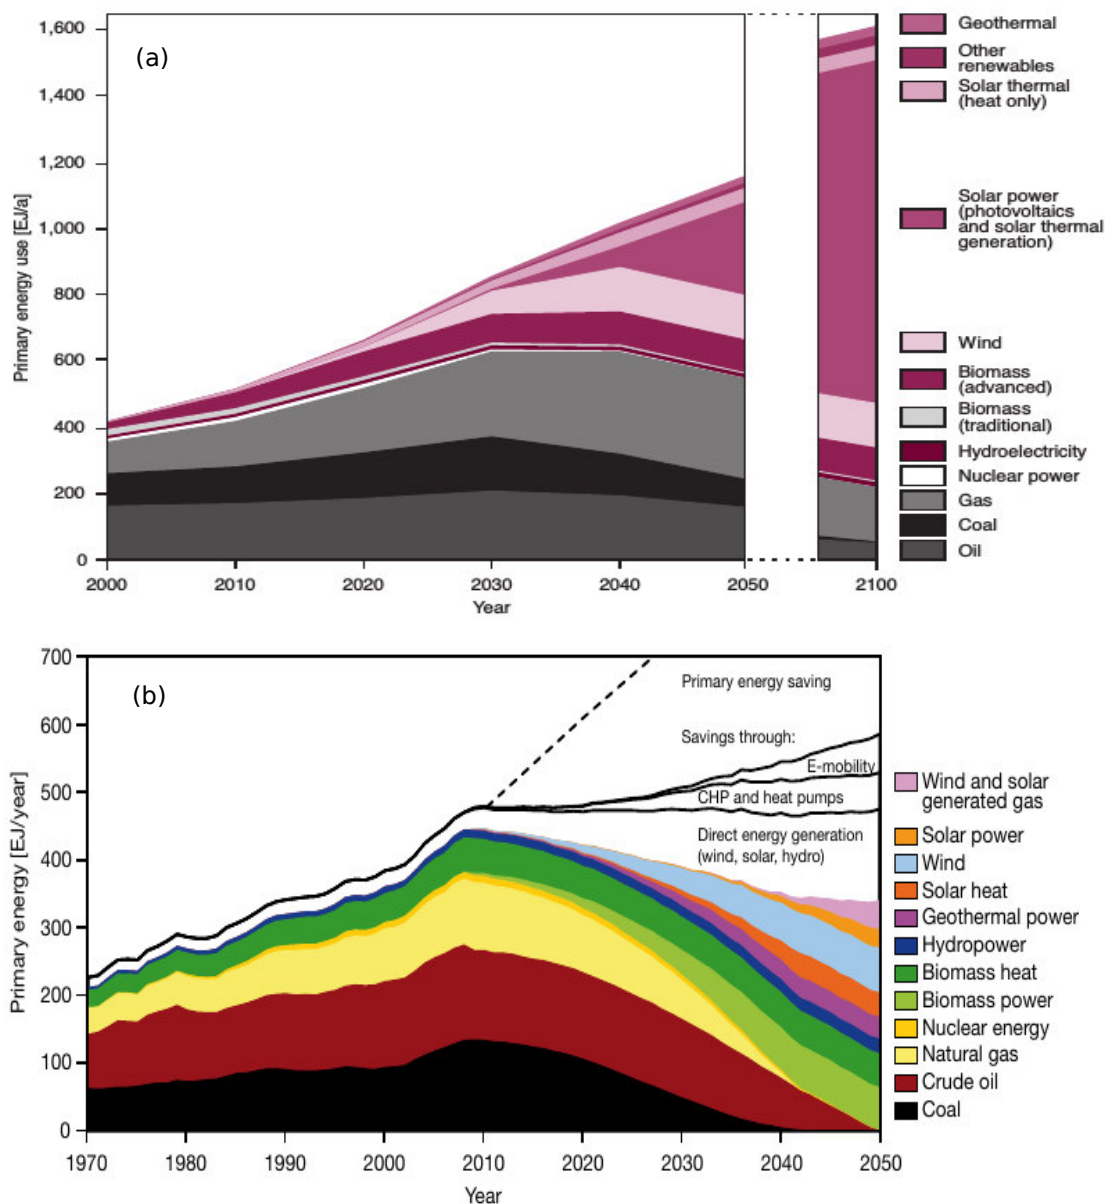 (a)
Primary energy use [EJ/a]
1,600
1,400
1,200
1,000
800
600
400
200
0
2000
2010
2020
2030
2040
2050
2100
Year
Geothermal
Other
renewables
Solar thermal
(heat only)
Solar power
(photovoltaics
and solar thermal
generation)
Wind
Biomass
(advanced)
Biomass
(traditional)
Hydroelectricity
Nuclear power
Gas
Coal
Oil
(b)
Primary energy [EJ/year]
700
600
500
400
300
200
100
0
1970
1980
1990
2000
2010
2020
2030
2040
2050
Year
Primary energy saving
Savings through:
E-mobility
CHP and heat pumps
Direct energy generation
(wind, solar, hydro)
Wind and solar
generated gas
Solar power
Wind
Solar heat
Geothermal power
Hydropower
Biomass heat
Biomass power
Nuclear energy
Natural gas
Crude oil
Coal